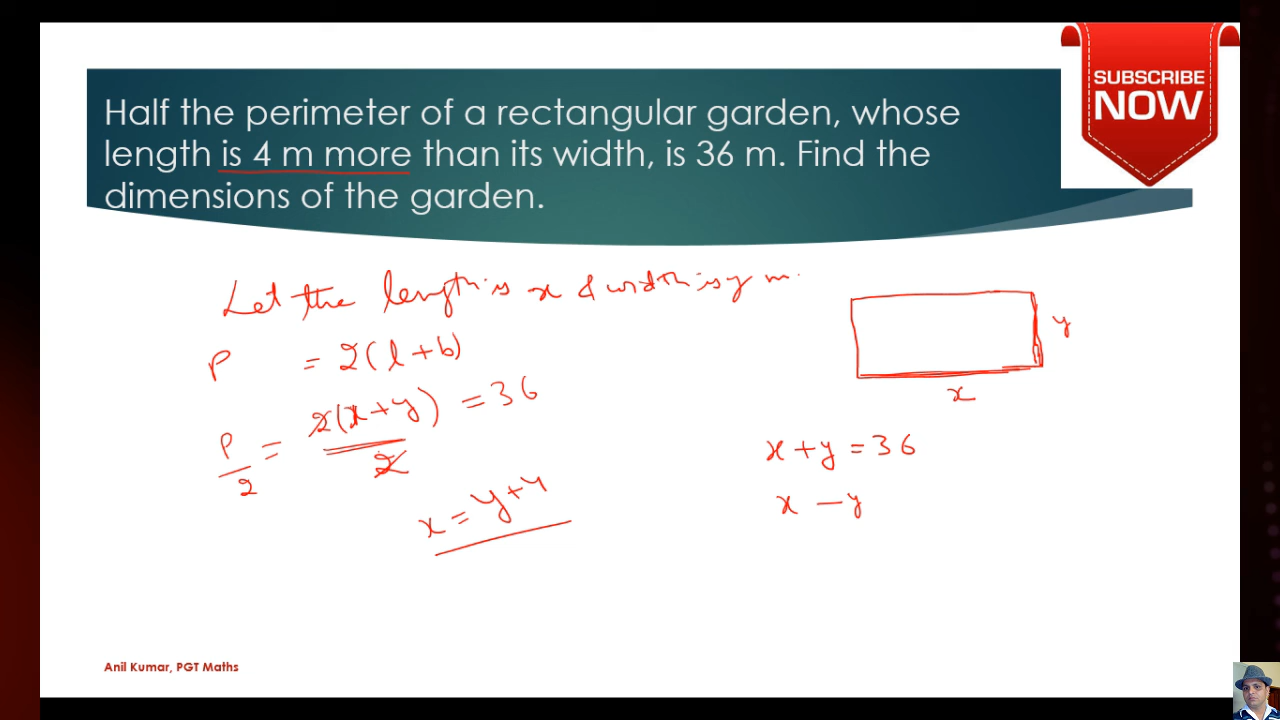 SUBSCRIBE
NOW
Half the perimeter of a rectangular garden, whose
length is 4 m more than its width, is 36 m. Find the
dimensions of the garden.
Let the length is x & width is y m.
P = 2(l+b)
P/2 = 2(x+y)/2 = 36
x = y+4
y
x
x + y = 36
x - y
Anil Kumar, PGT Maths